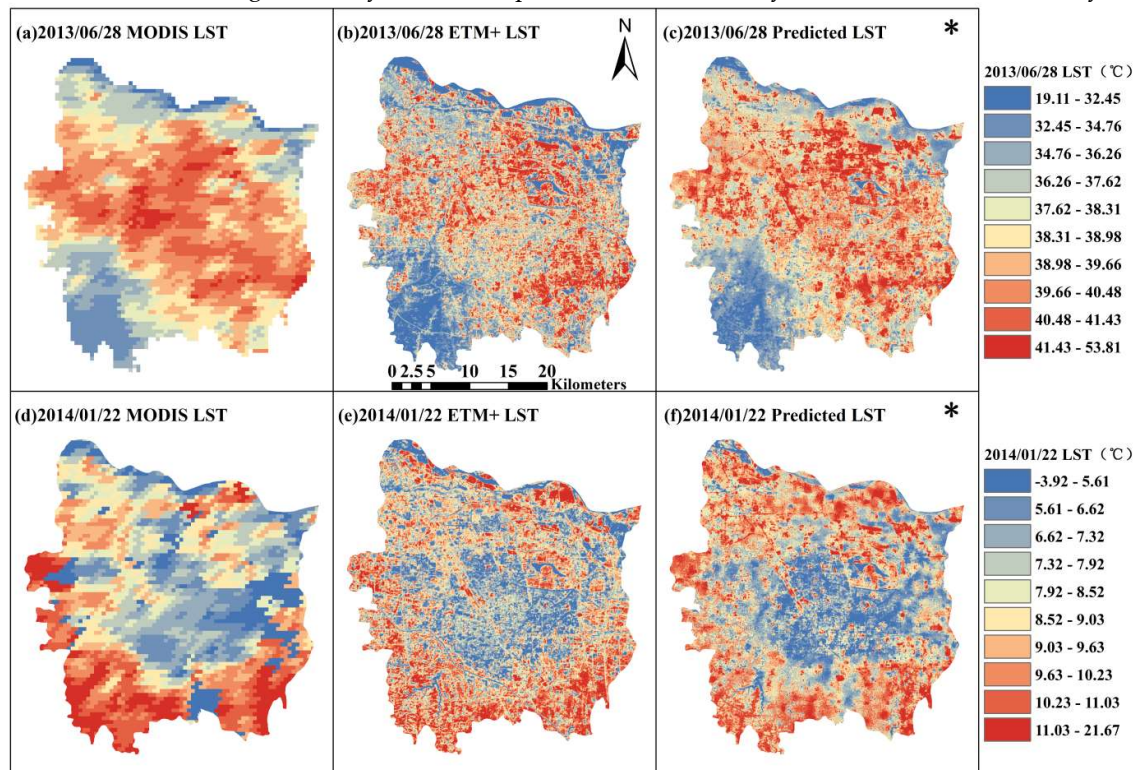 (a)2013/06/28 MODIS LST
(b)2013/06/28 ETM+ LST
N
(c)2013/06/28 Predicted LST *
2013/06/28 LST（℃）
19.11 - 32.45
32.45 - 34.76
34.76 - 36.26
36.26 - 37.62
37.62 - 38.31
38.31 - 38.98
38.98 - 39.66
39.66 - 40.48
40.48 - 41.43
41.43 - 53.81
0 2.5 5 10 15 20
Kilometers
(d)2014/01/22 MODIS LST
(e)2014/01/22 ETM+ LST
(f)2014/01/22 Predicted LST *
2014/01/22 LST（℃）
-3.92 - 5.61
5.61 - 6.62
6.62 - 7.32
7.32 - 7.92
7.92 - 8.52
8.52 - 9.03
9.03 - 9.63
9.63 - 10.23
10.23 - 11.03
11.03 - 21.67